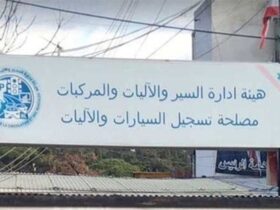 هيئة ادارة السير والآليات والمركبات
مصلحة تسجيل السيارات والآليات